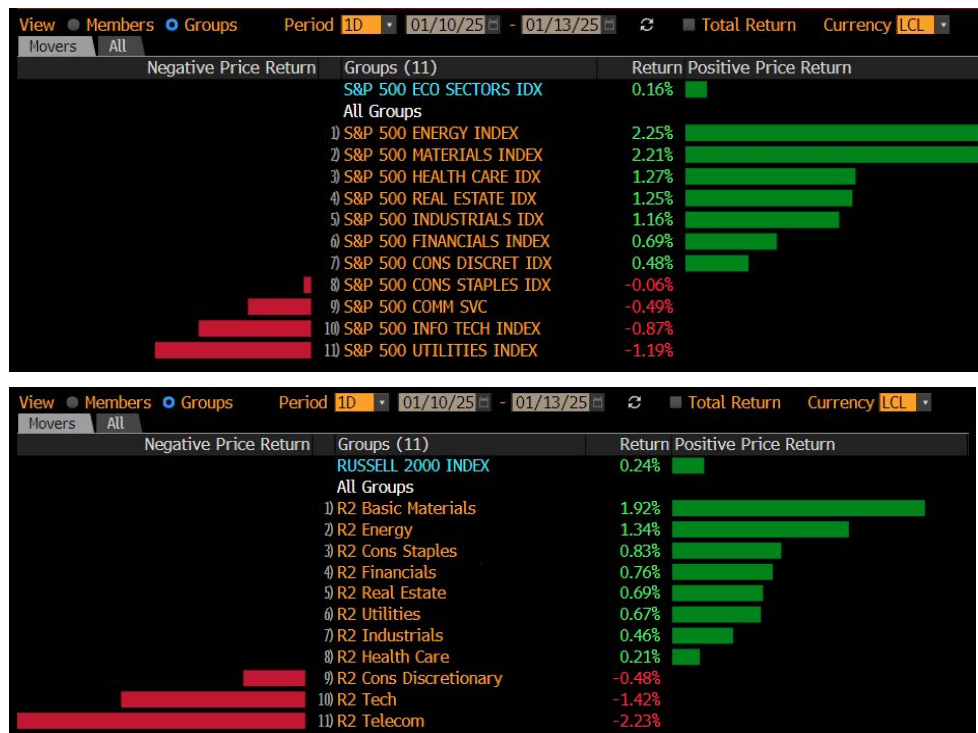 View Members Groups Period 1D 01/10/25 - 01/13/25 Total Return Currency LCL
Movers All
Negative Price Return Groups (11) Return Positive Price Return
S&P 500 ECO SECTORS IDX 0.16%
All Groups
1) S&P 500 ENERGY INDEX 2.25%
2) S&P 500 MATERIALS INDEX 2.21%
3) S&P 500 HEALTH CARE IDX 1.27%
4) S&P 500 REAL ESTATE IDX 1.25%
5) S&P 500 INDUSTRIALS IDX 1.16%
6) S&P 500 FINANCIALS INDEX 0.69%
7) S&P 500 CONS DISCRET IDX 0.48%
8) S&P 500 CONS STAPLES IDX -0.06%
9) S&P 500 COMM SVC -0.49%
10) S&P 500 INFO TECH INDEX -0.87%
11) S&P 500 UTILITIES INDEX -1.19%
View Members Groups Period 1D 01/10/25 - 01/13/25 Total Return Currency LCL
Movers All
Negative Price Return Groups (11) Return Positive Price Return
RUSSELL 2000 INDEX 0.24%
All Groups
1) R2 Basic Materials 1.92%
2) R2 Energy 1.34%
3) R2 Cons Staples 0.83%
4) R2 Financials 0.76%
5) R2 Real Estate 0.69%
6) R2 Utilities 0.67%
7) R2 Industrials 0.46%
8) R2 Health Care 0.21%
9) R2 Cons Discretionary -0.48%
10) R2 Tech -1.42%
11) R2 Telecom -2.23%